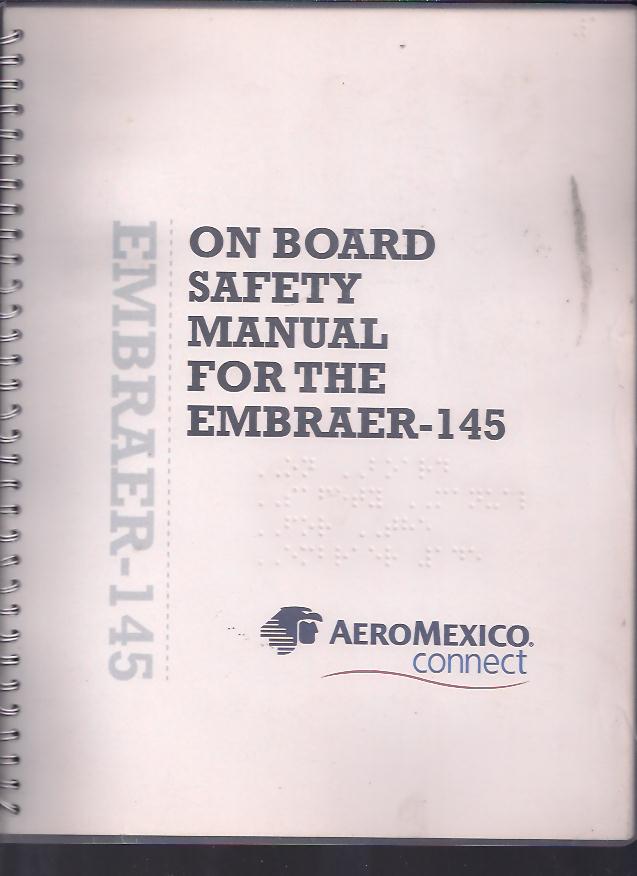 EMBRAER-145
ON BOARD
SAFETY
MANUAL
FOR THE
EMBRAER-145
AEROMEXICO.
connect